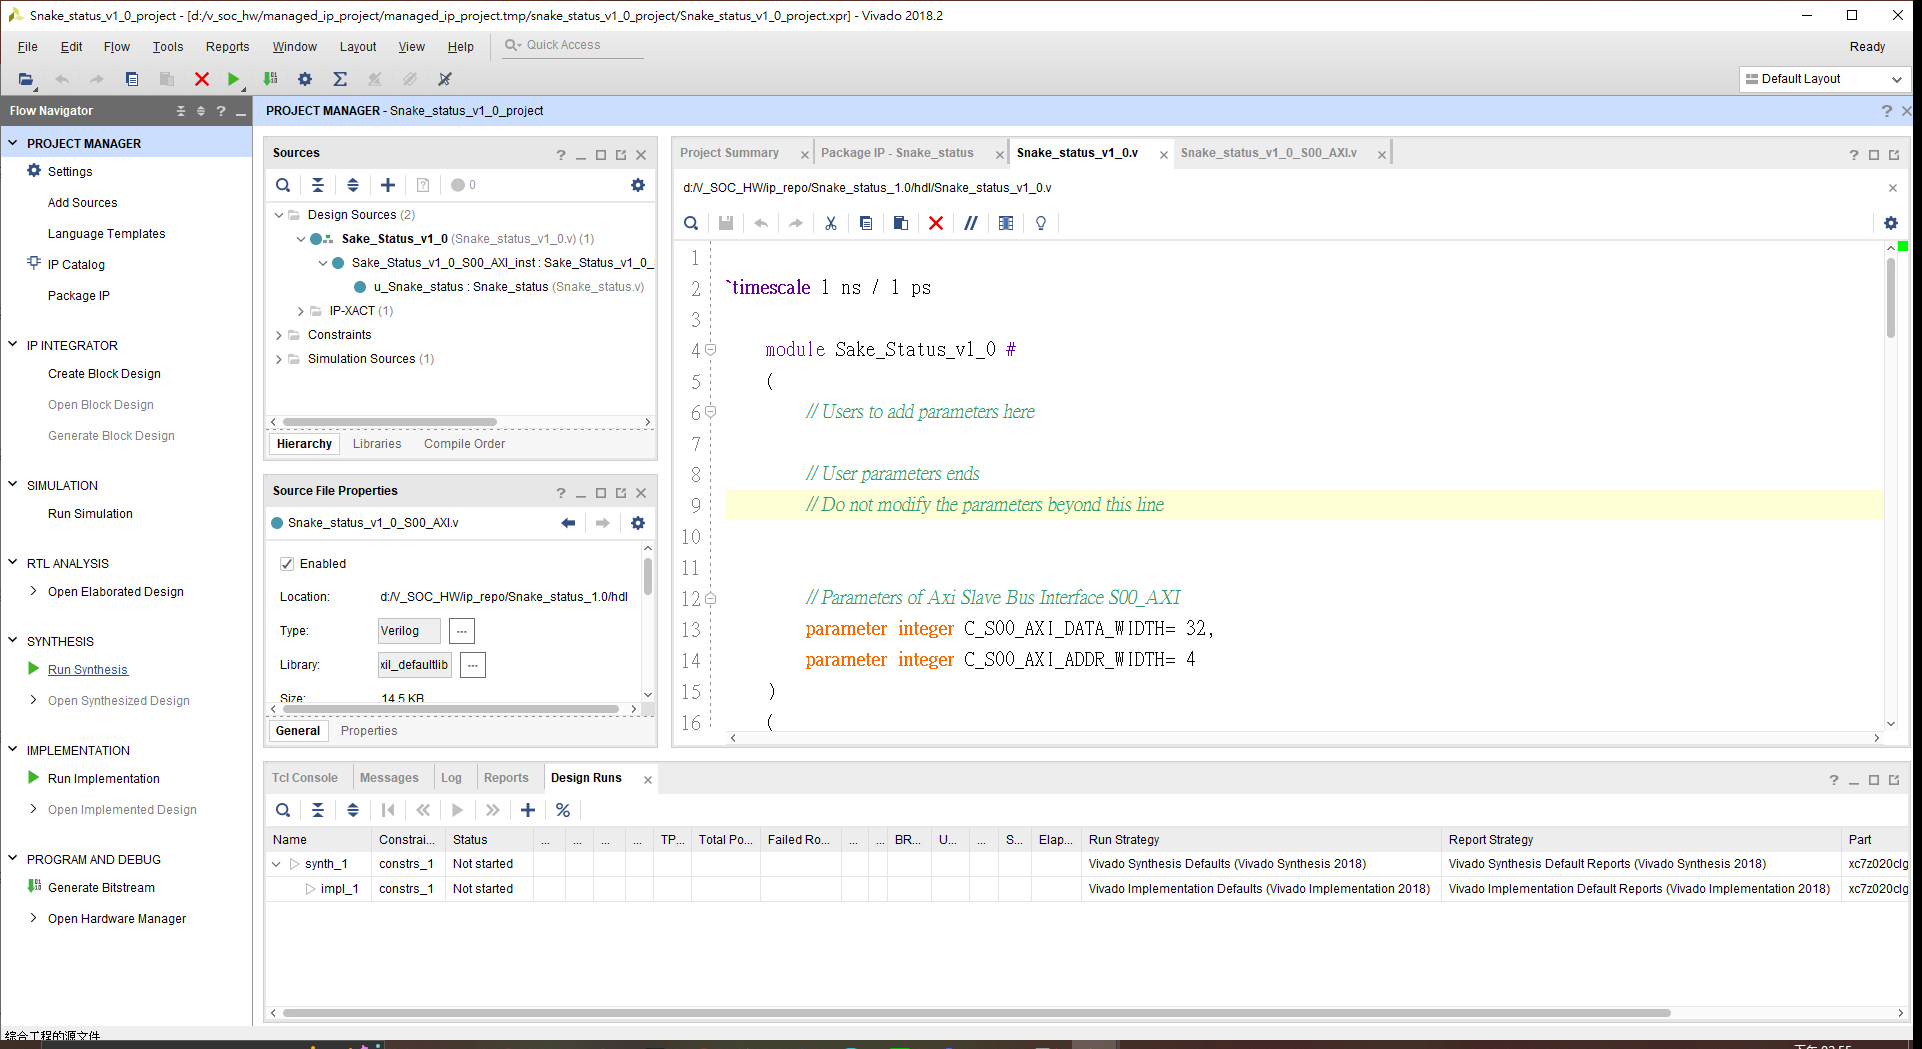 Snake_status_v1_0_project - [d:/v_soc_hw/managed_ip_project/managed_ip_project.tmp/snake_status_v1_0_project/Snake_status_v1_0_project.xpr] - Vivado 2018.2
File Edit Flow Tools Reports Window Layout View Help Quick Access Ready
Default Layout
Flow Navigator
PROJECT MANAGER
Settings
Add Sources
Language Templates
IP Catalog
Package IP
IP INTEGRATOR
Create Block Design
Open Block Design
Generate Block Design
SIMULATION
Run Simulation
RTL ANALYSIS
Open Elaborated Design
SYNTHESIS
Run Synthesis
Open Synthesized Design
IMPLEMENTATION
Run Implementation
Open Implemented Design
PROGRAM AND DEBUG
Generate Bitstream
Open Hardware Manager
PROJECT MANAGER - Snake_status_v1_0_project
Sources
0
Design Sources (2)
Sake_Status_v1_0 (Snake_status_v1_0.v) (1)
Sake_Status_v1_0_S00_AXI_inst : Sake_Status_v1_0_
u_Snake_status : Snake_status (Snake_status.v)
IP-XACT (1)
Constraints
Simulation Sources (1)
Hierarchy Libraries Compile Order
Source File Properties
Snake_status_v1_0_S00_AXI.v
Enabled
Location: d:/V_SOC_HW/ip_repo/Snake_status_1.0/hdl
Type: Verilog ...
Library: xil_defaultlib ...
Size: 14.5 KB
General Properties
Project Summary Package IP - Snake_status Snake_status_v1_0.v Snake_status_v1_0_S00_AXI.v
d:/V_SOC_HW/ip_repo/Snake_status_1.0/hdl/Snake_status_v1_0.v
1
2 `timescale 1 ns / 1 ps
3
4 module Sake_Status_v1_0 #
5 (
6 // Users to add parameters here
7
8 // User parameters ends
9 // Do not modify the parameters beyond this line
10
11
12 // Parameters of Axi Slave Bus Interface S00_AXI
13 parameter integer C_S00_AXI_DATA_WIDTH= 32,
14 parameter integer C_S00_AXI_ADDR_WIDTH= 4
15 )
16 (
Tcl Console Messages Log Reports Design Runs
Name Constrai... Status ... ... ... ... TP... Total Po... Failed Ro... ... ... BR... U... ... S... Elap... Run Strategy Report Strategy Part
synth_1 constrs_1 Not started Vivado Synthesis Defaults (Vivado Synthesis 2018) Vivado Synthesis Default Reports (Vivado Synthesis 2018) xc7z020clg
impl_1 constrs_1 Not started Vivado Implementation Defaults (Vivado Implementation 2018) Vivado Implementation Default Reports (Vivado Implementation 2018) xc7z020clg
综合工程的源文件